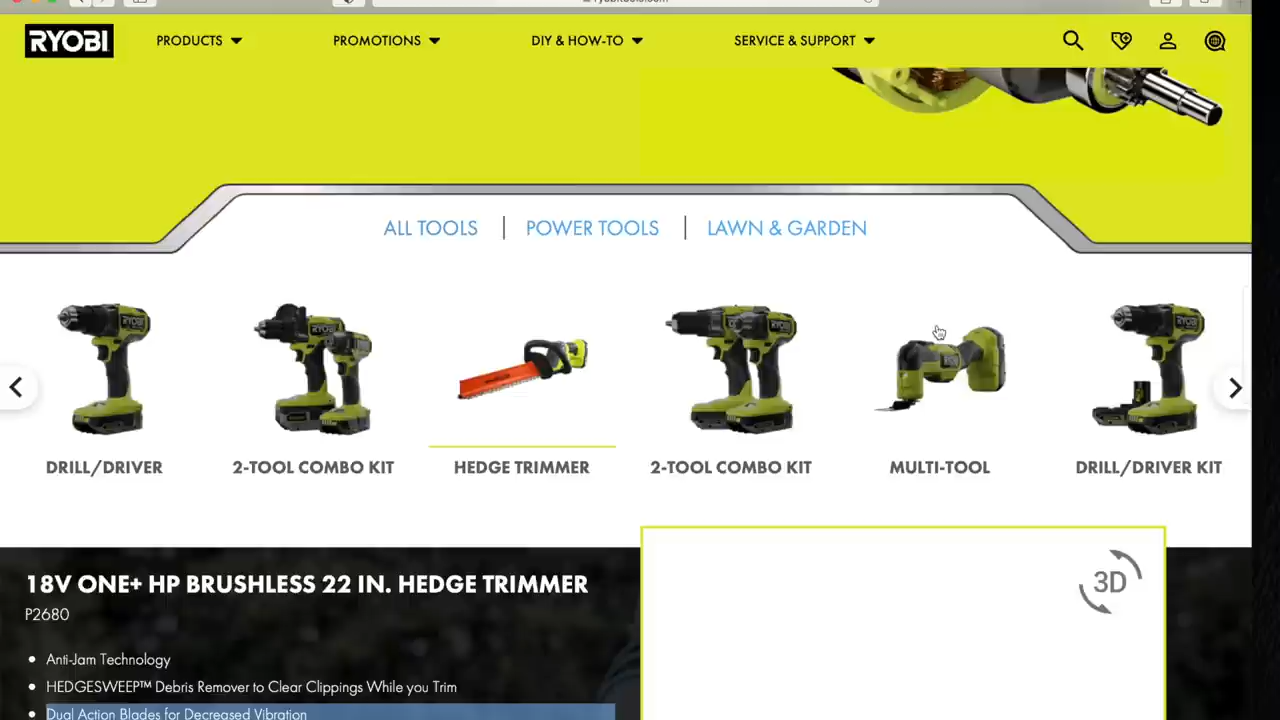 RYOBI
PRODUCTS
PROMOTIONS
DIY & HOW-TO
SERVICE & SUPPORT
ALL TOOLS | POWER TOOLS | LAWN & GARDEN
DRILL/DRIVER
2-TOOL COMBO KIT
HEDGE TRIMMER
2-TOOL COMBO KIT
MULTI-TOOL
DRILL/DRIVER KIT
18V ONE+ HP BRUSHLESS 22 IN. HEDGE TRIMMER
P2680
3D
• Anti-Jam Technology
• HEDGESWEEP™ Debris Remover to Clear Clippings While you Trim
• Dual Action Blades for Decreased Vibration